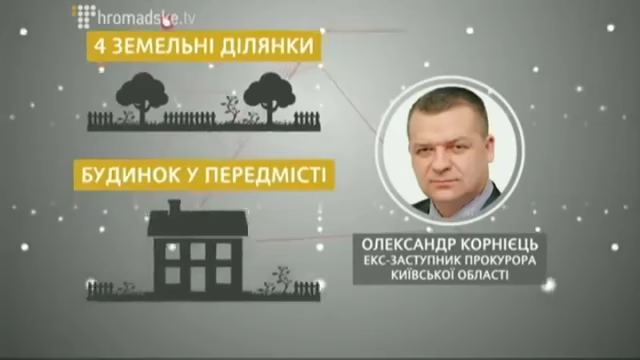 hromadske.tv
4 ЗЕМЕЛЬНІ ДІЛЯНКИ
БУДИНОК У ПЕРЕДМІСТІ
ОЛЕКСАНДР КОРНІЄЦЬ
ЕКС-ЗАСТУПНИК ПРОКУРОРА
КИЇВСЬКОЇ ОБЛАСТІ